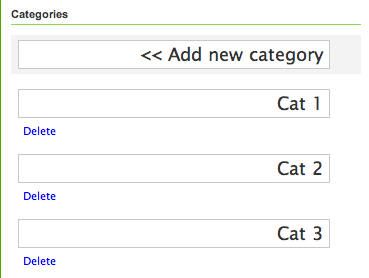 Categories
<< Add new category
Cat 1
Delete
Cat 2
Delete
Cat 3
Delete